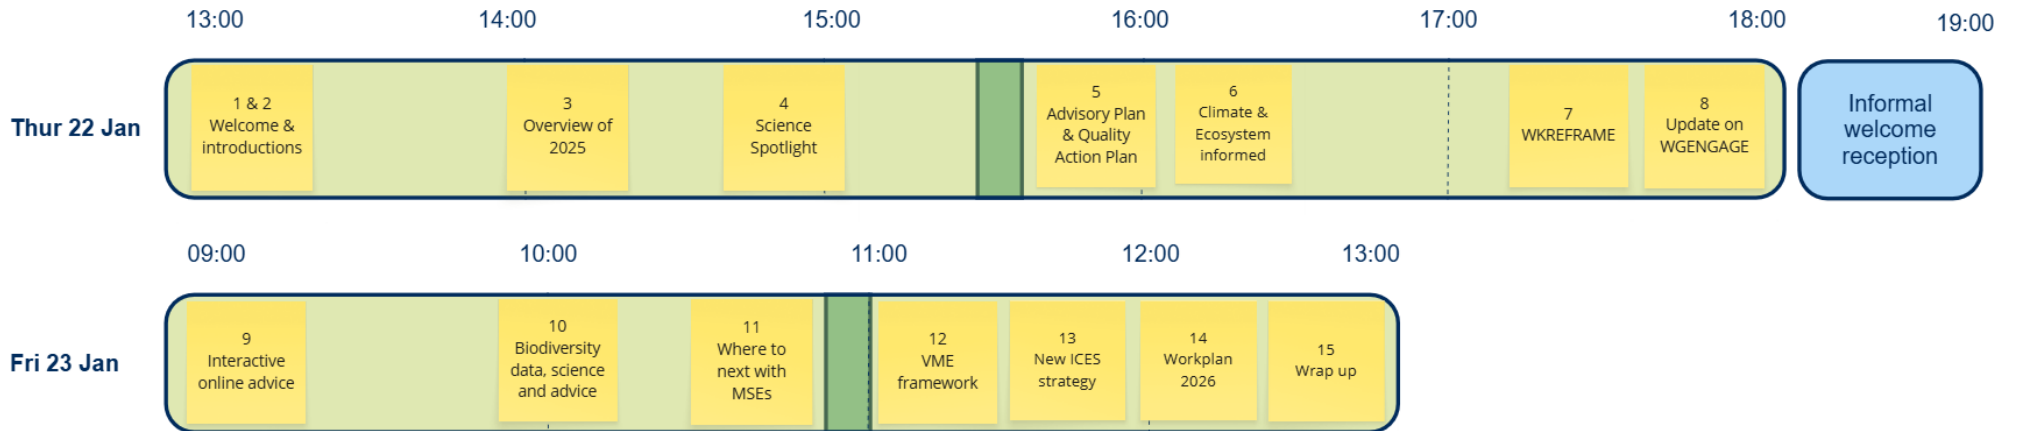 13:00 14:00 15:00 16:00 17:00 18:00 19:00
Thur 22 Jan
1 & 2
Welcome &
introductions
3
Overview of
2025
4
Science
Spotlight
5
Advisory Plan
& Quality
Action Plan
6
Climate &
Ecosystem
informed
7
WKREFRAME
8
Update on
WGENGAGE
Informal
welcome
reception
09:00 10:00 11:00 12:00 13:00
Fri 23 Jan
9
Interactive
online advice
10
Biodiversity
data, science
and advice
11
Where to
next with
MSEs
12
VME
framework
13
New ICES
strategy
14
Workplan
2026
15
Wrap up